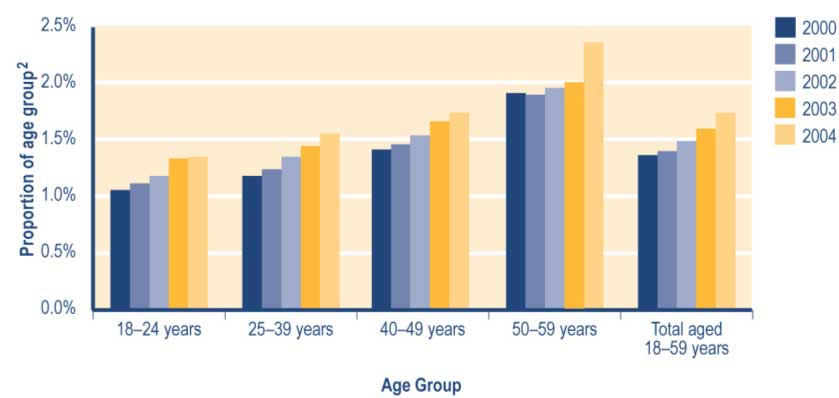 2.5%
2.0%
1.5%
1.0%
0.5%
0.0%
Proportion of age group2
2000
2001
2002
2003
2004
18–24 years
25–39 years
40–49 years
50–59 years
Total aged
18–59 years
Age Group